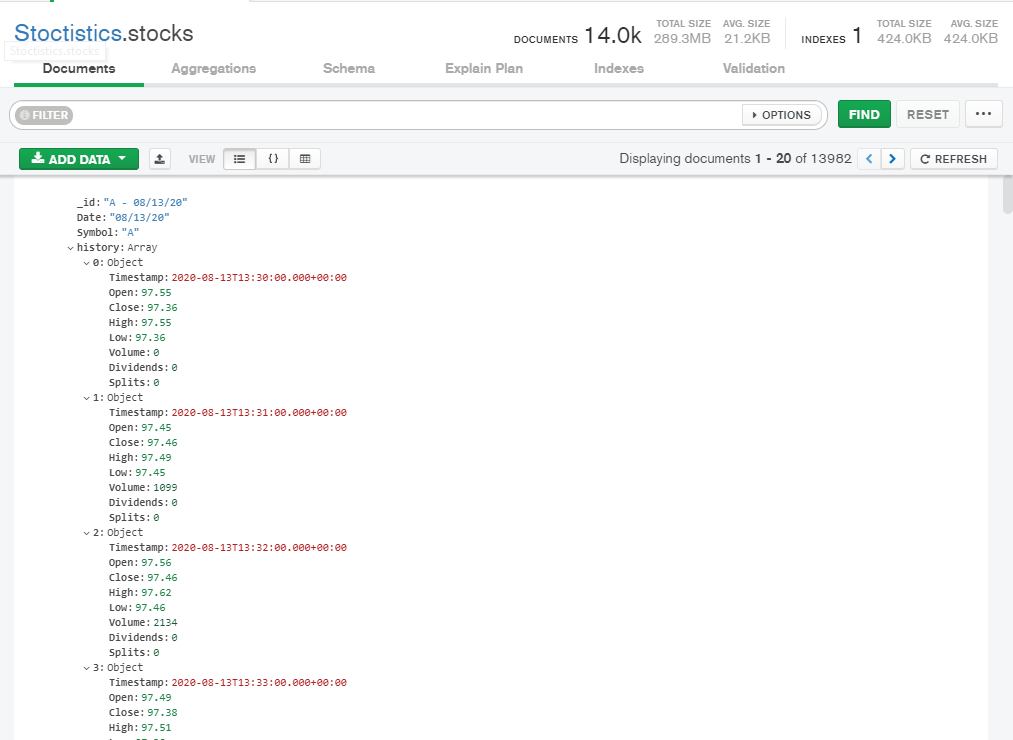 Stoctistics.stocks
Stoctistics.stocks
DOCUMENTS 14.0k TOTAL SIZE 289.3MB AVG. SIZE 21.2KB INDEXES 1 TOTAL SIZE 424.0KB AVG. SIZE 424.0KB
Documents Aggregations Schema Explain Plan Indexes Validation
FILTER OPTIONS FIND RESET ...
ADD DATA VIEW {} Displaying documents 1 - 20 of 13982 < > REFRESH
_id: "A - 08/13/20"
Date: "08/13/20"
Symbol: "A"
history: Array
0: Object
Timestamp: 2020-08-13T13:30:00.000+00:00
Open: 97.55
Close: 97.36
High: 97.55
Low: 97.36
Volume: 0
Dividends: 0
Splits: 0
1: Object
Timestamp: 2020-08-13T13:31:00.000+00:00
Open: 97.45
Close: 97.46
High: 97.49
Low: 97.45
Volume: 1099
Dividends: 0
Splits: 0
2: Object
Timestamp: 2020-08-13T13:32:00.000+00:00
Open: 97.56
Close: 97.46
High: 97.62
Low: 97.46
Volume: 2134
Dividends: 0
Splits: 0
3: Object
Timestamp: 2020-08-13T13:33:00.000+00:00
Open: 97.49
Close: 97.38
High: 97.51